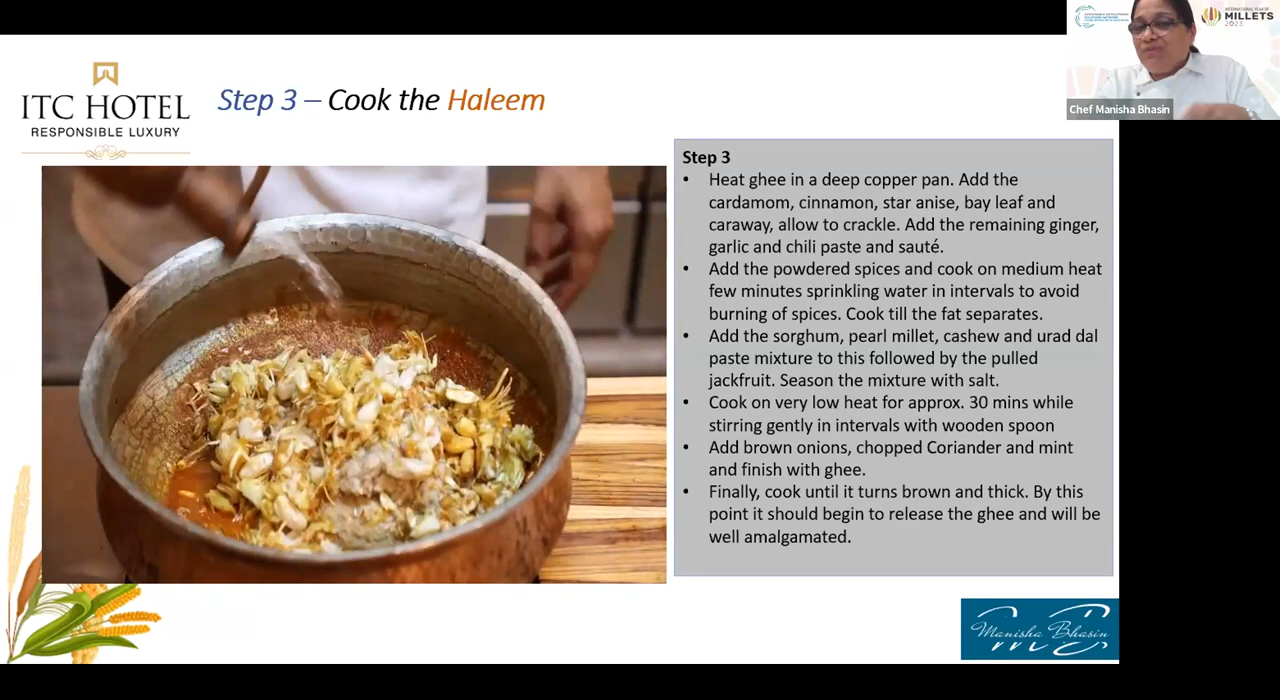 ITC HOTEL
RESPONSIBLE LUXURY
Step 3 – Cook the Haleem
INTERNATIONAL YEAR OF
MILLETS
2023
Chef Manisha Bhasin
Step 3
• Heat ghee in a deep copper pan. Add the
cardamom, cinnamon, star anise, bay leaf and
caraway, allow to crackle. Add the remaining ginger,
garlic and chili paste and sauté.
• Add the powdered spices and cook on medium heat
few minutes sprinkling water in intervals to avoid
burning of spices. Cook till the fat separates.
• Add the sorghum, pearl millet, cashew and urad dal
paste mixture to this followed by the pulled
jackfruit. Season the mixture with salt.
• Cook on very low heat for approx. 30 mins while
stirring gently in intervals with wooden spoon
• Add brown onions, chopped Coriander and mint
and finish with ghee.
• Finally, cook until it turns brown and thick. By this
point it should begin to release the ghee and will be
well amalgamated.
Manisha Bhasin